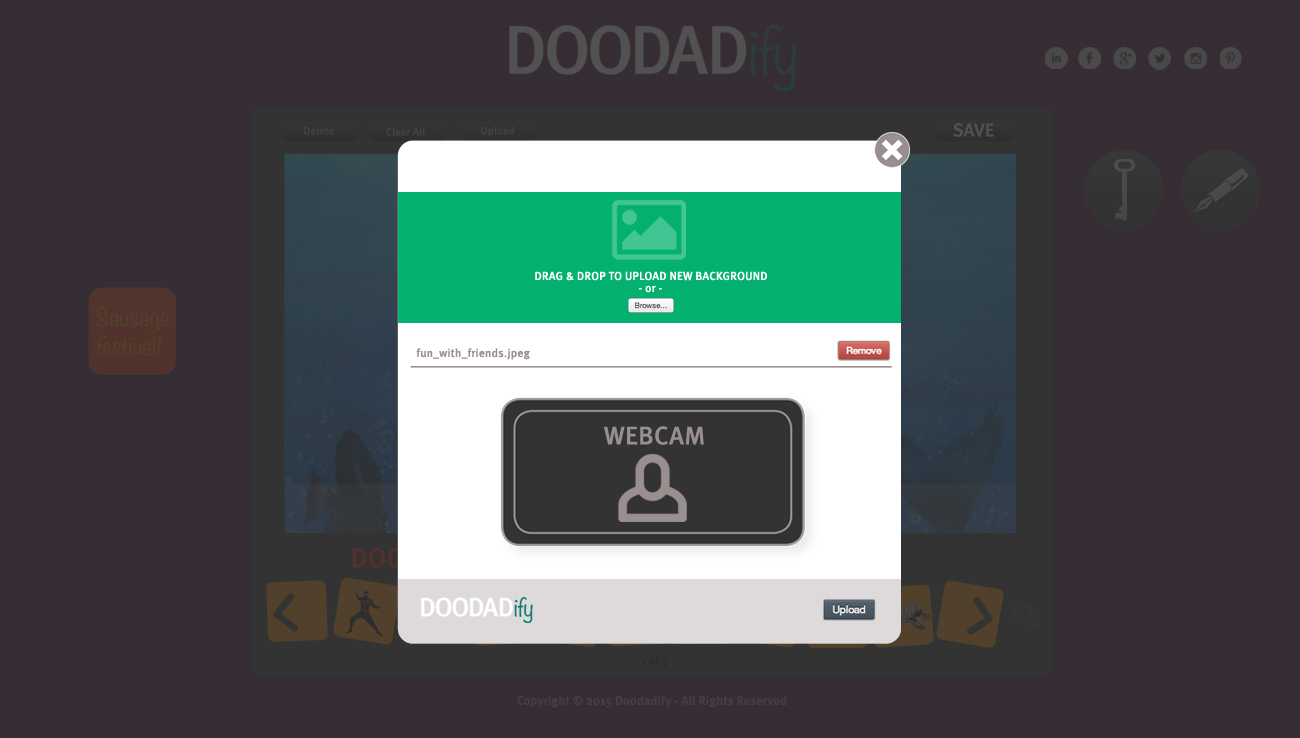 DOODADify
Delete
Clear All
Upload
SAVE
DRAG & DROP TO UPLOAD NEW BACKGROUND
- or -
Browse...
Sausage
festival!
fun_with_friends.jpeg
Remove
WEBCAM
DOO
DOODADify
Upload
1 of 3
Copyright © 2015 Doodadify - All Rights Reserved